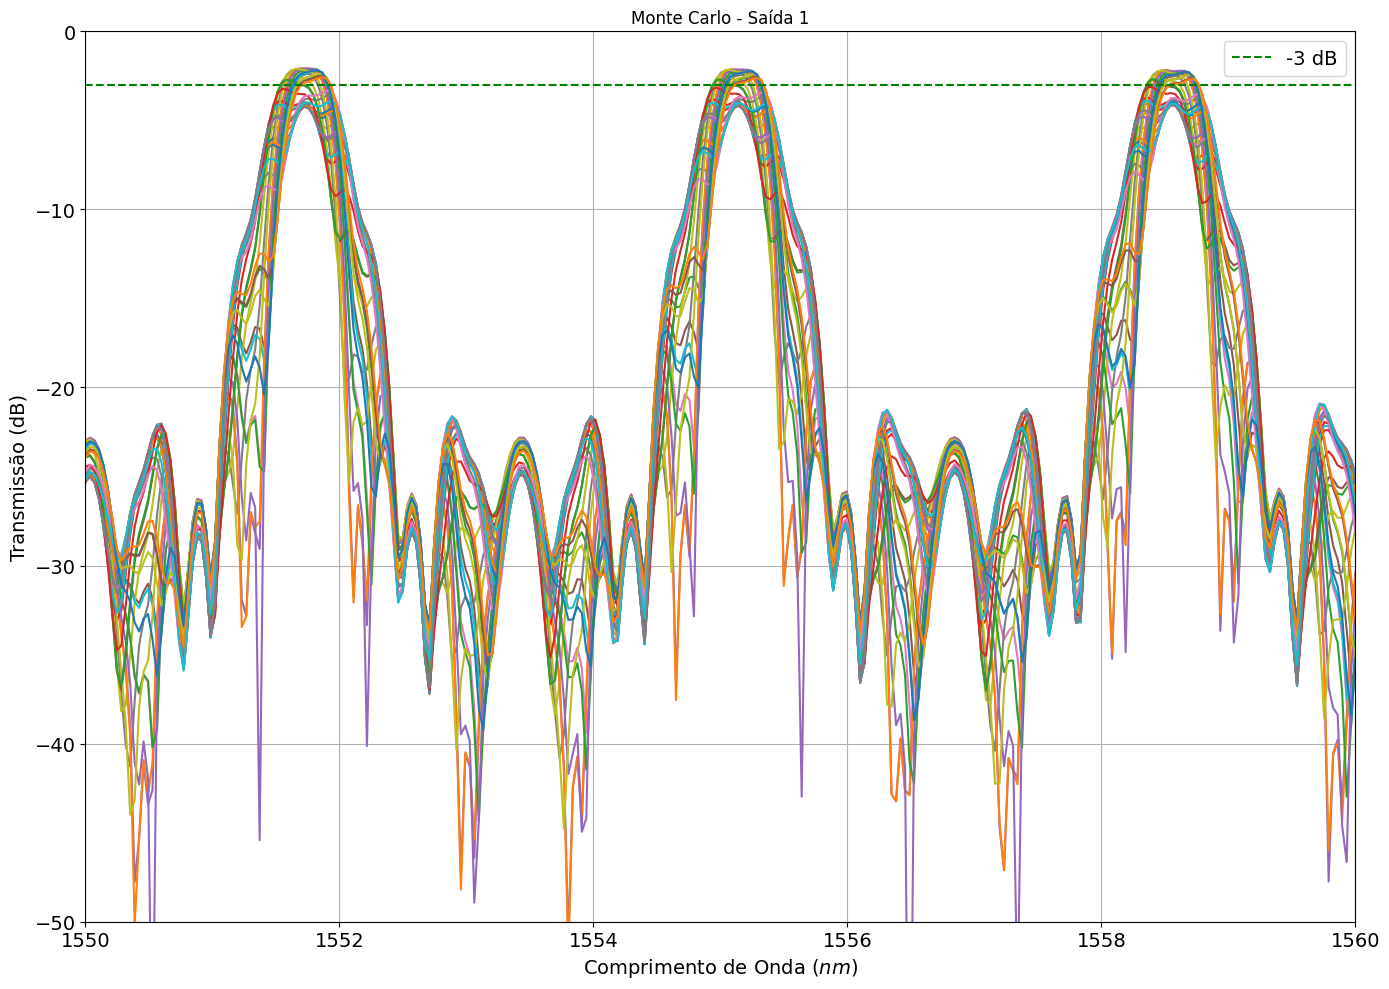 Monte Carlo - Saída 1
-3 dB
Transmissão (dB)
0
−10
−20
−30
−40
−50
1550 1552 1554 1556 1558 1560
Comprimento de Onda (nm)